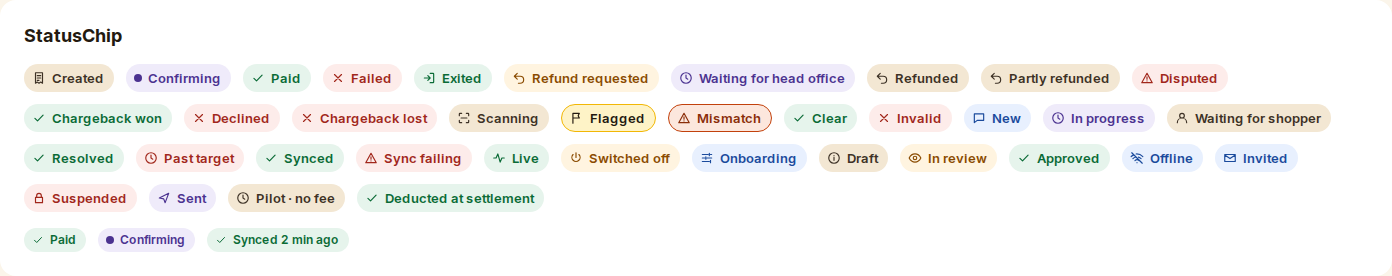 StatusChip
Created Confirming Paid Failed Exited Refund requested Waiting for head office Refunded Partly refunded Disputed
Chargeback won Declined Chargeback lost Scanning Flagged Mismatch Clear Invalid New In progress Waiting for shopper
Resolved Past target Synced Sync failing Live Switched off Onboarding Draft In review Approved Offline Invited
Suspended Sent Pilot · no fee Deducted at settlement
Paid Confirming Synced 2 min ago